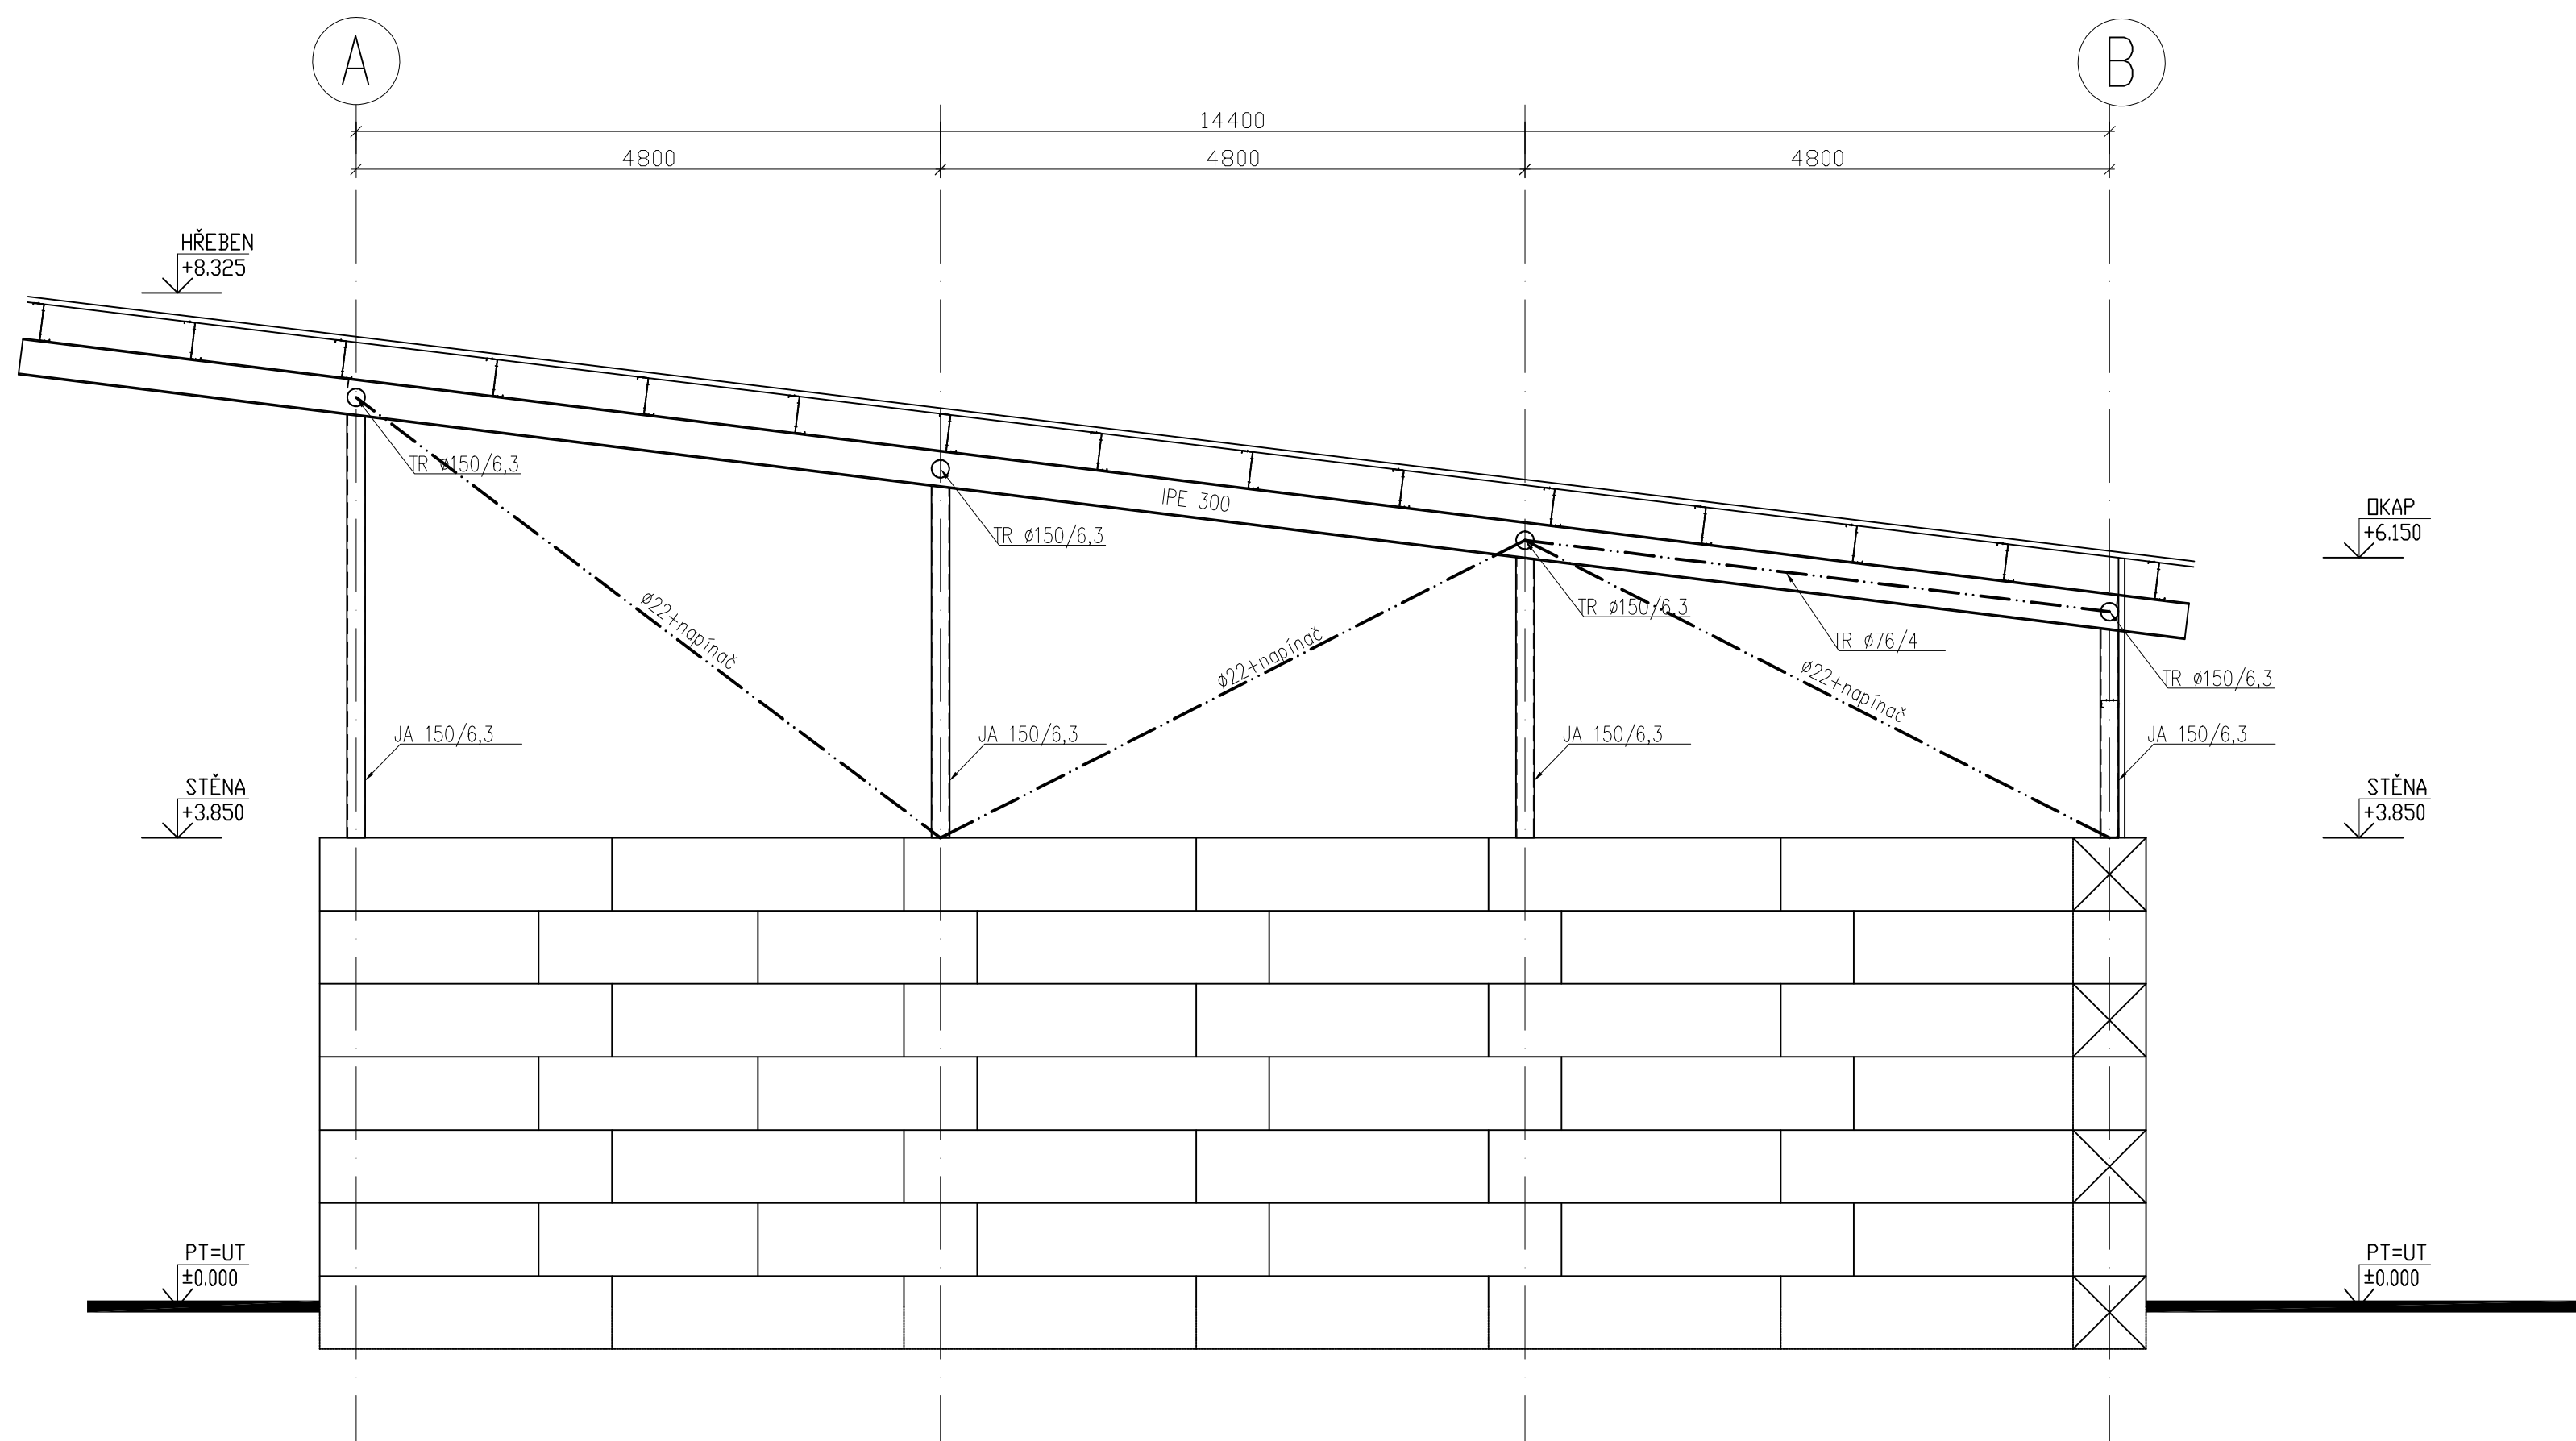 A
B
14400
4800
4800
4800
HŘEBEN
+8.325
OKAP
+6.150
TR ø150/6,3
IPE 300
TR ø150/6,3
TR ø150/6,3
TR ø76/4
TR ø150/6,3
ø22+napínač
ø22+napínač
ø22+napínač
JA 150/6,3
JA 150/6,3
JA 150/6,3
JA 150/6,3
STĚNA
+3.850
STĚNA
+3.850
PT=UT
±0.000
PT=UT
±0.000